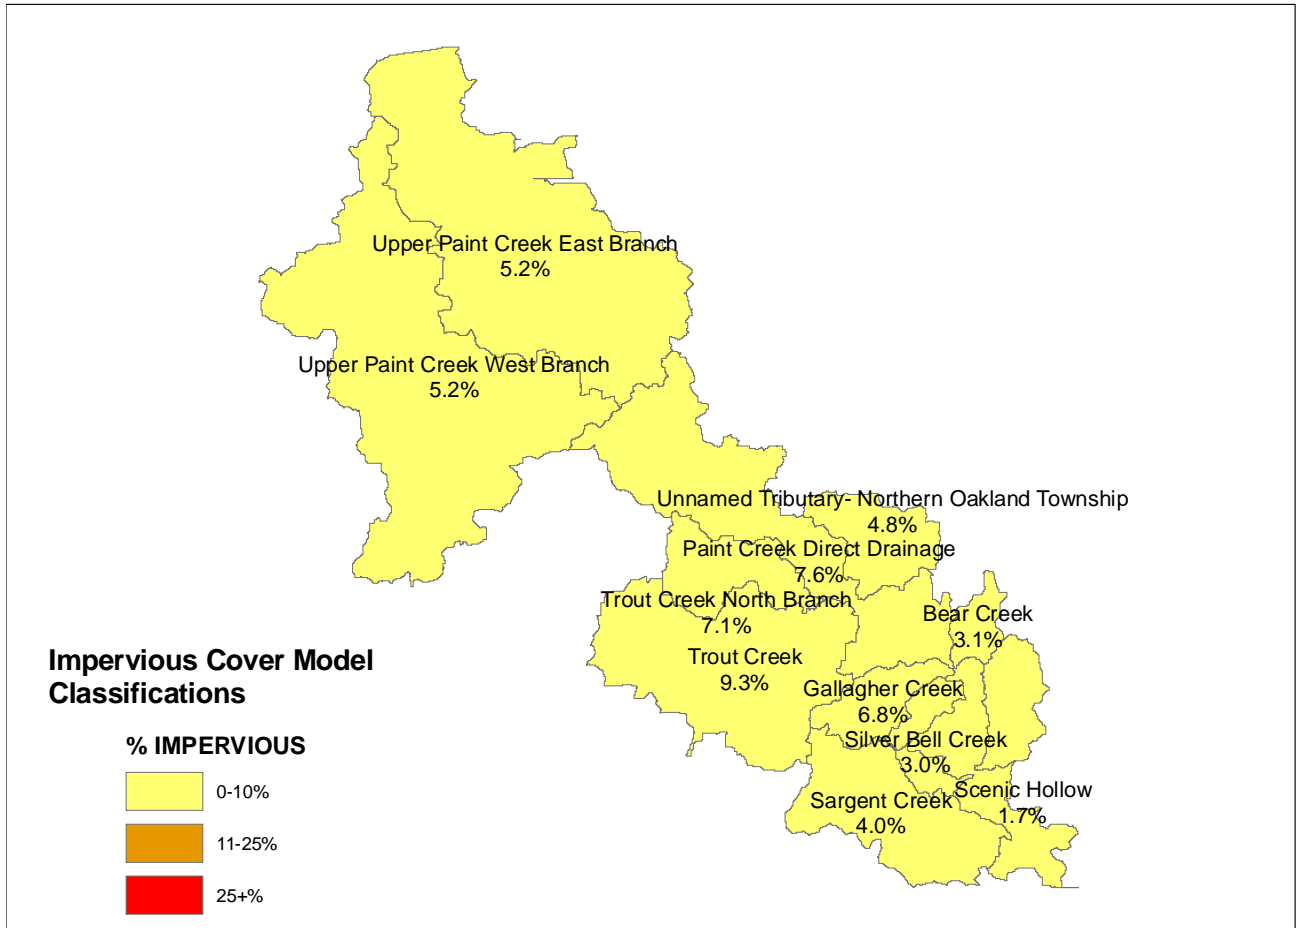 Upper Paint Creek East Branch
5.2%
Upper Paint Creek West Branch
5.2%
Unnamed Tributary- Northern Oakland Township
4.8%
Paint Creek Direct Drainage
7.6%
Trout Creek North Branch
7.1%
Bear Creek
3.1%
Trout Creek
9.3%
Gallagher Creek
6.8%
Silver Bell Creek
3.0%
Scenic Hollow
1.7%
Sargent Creek
4.0%
Impervious Cover Model
Classifications
% IMPERVIOUS
0-10%
11-25%
25+%